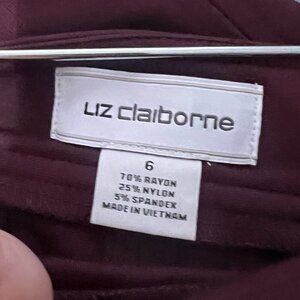 LIZ claiborne
6
70% RAYON
25% NYLON
5% SPANDEX
MADE IN VIETNAM